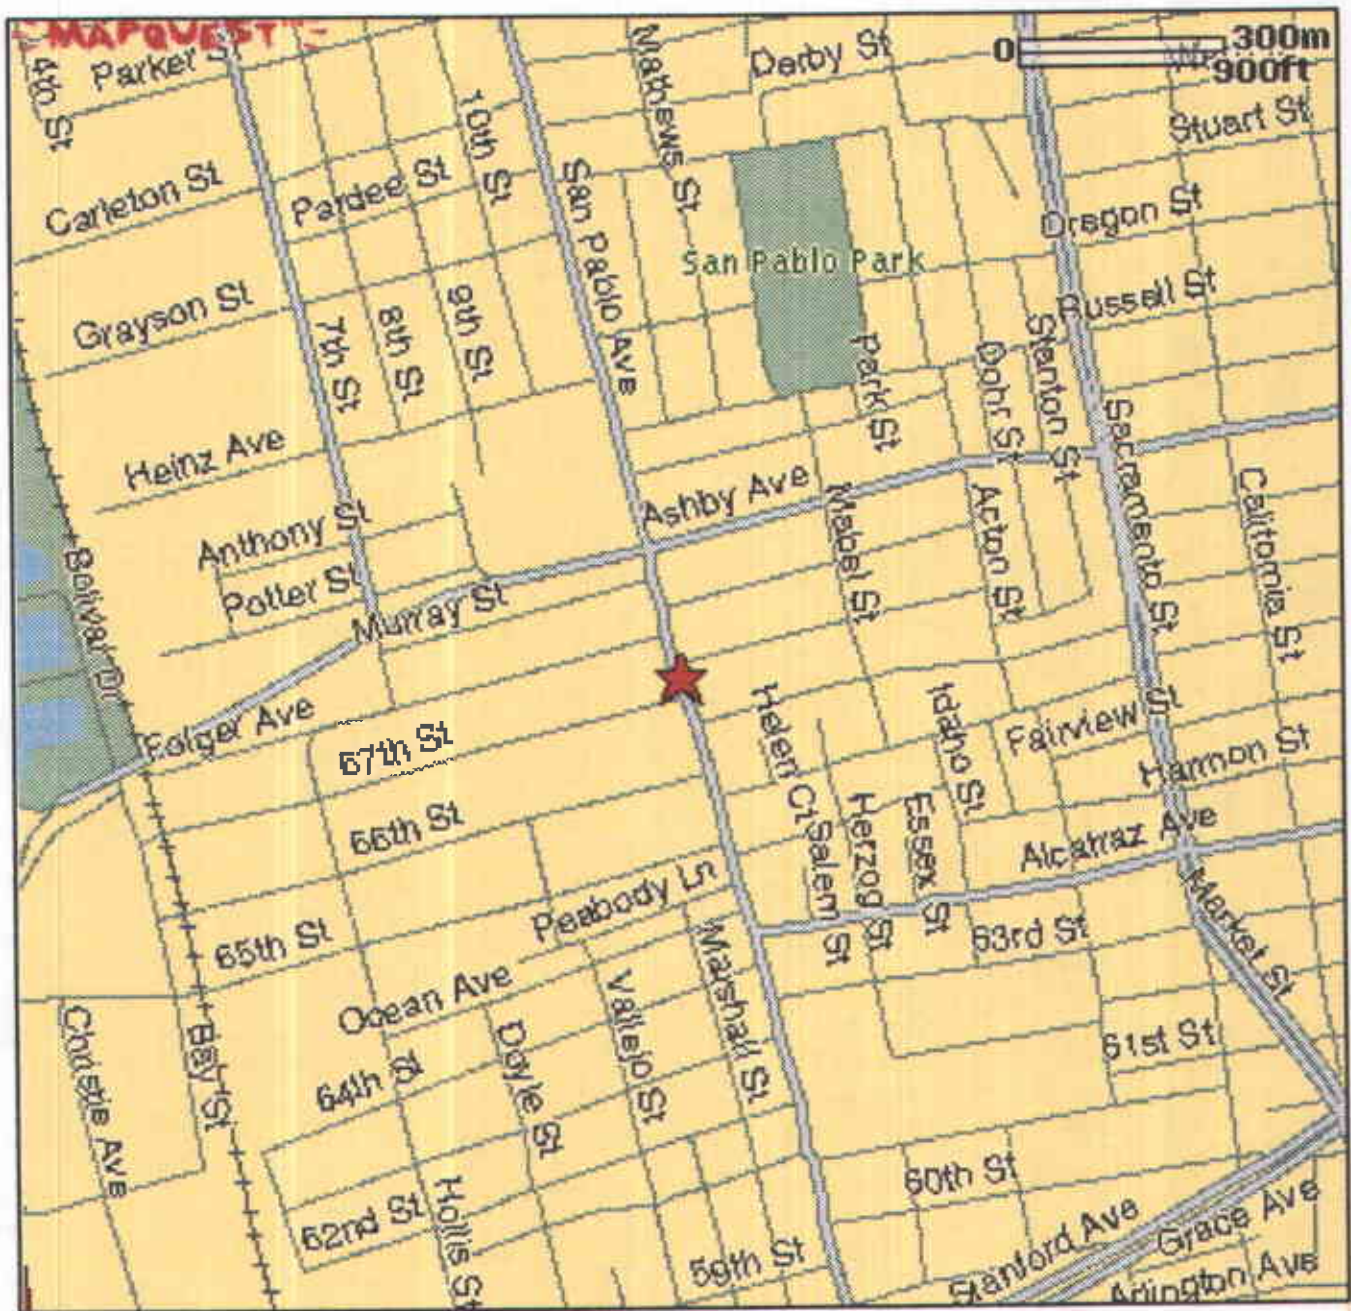 MAPQUEST
Parker
4th St
Mathews St
Derby St
0
300m
900ft
Stuart St
10th St
Carleton St
Pardee St
San Pablo Ave
Oregon St
San Pablo Park
Russell St
Grayson St
7th St
8th St
9th St
Park St
Dohr St
Stanton St
Sacramento St
Heinz Ave
Ashby Ave
Mabel St
Acton St
California St
Anthony St
Potter St
Murray St
Bolivar Dr
Folger Ave
67th St
Helen Ct
Idaho St
Fairview St
Harmon St
66th St
Salem St
Herzog St
Essex St
Alcatraz Ave
Peabody Ln
Market St
65th St
63rd St
Ocean Ave
Marshall St
Vallejo St
Doyle St
61st St
Christie Ave
Bay St
64th St
60th St
62nd St
Hollis St
59th St
Stanford Ave
Grace Ave
Arlington Ave